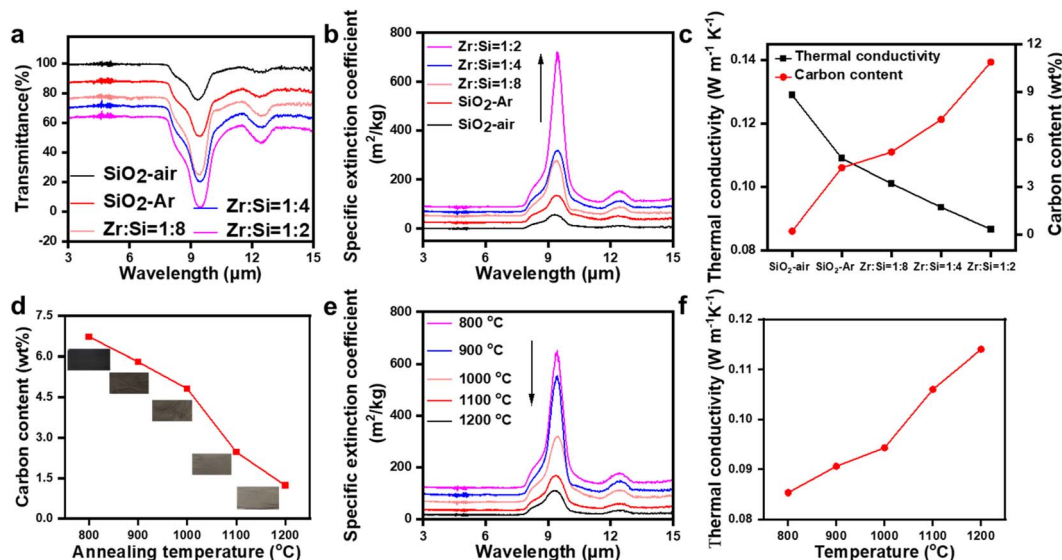 a
Transmittance(%)
100
80
60
40
20
0
-20
SiO2-air
SiO2-Ar
Zr:Si=1:8
Zr:Si=1:4
Zr:Si=1:2
3
6
9
12
15
Wavelength (μm)
b
Specific extinction coefficient
(m²/kg)
800
600
400
200
0
Zr:Si=1:2
Zr:Si=1:4
Zr:Si=1:8
SiO2-Ar
SiO2-air
3
6
9
12
15
Wavelength (μm)
c
Thermal conductivity (W m⁻¹ K⁻¹)
0.14
0.12
0.10
0.08
Thermal conductivity
Carbon content
12
9
6
3
0
Carbon content (wt%)
SiO2-air
SiO2-Ar
Zr:Si=1:8
Zr:Si=1:4
Zr:Si=1:2
d
Carbon content (wt%)
7.5
6.0
4.5
3.0
1.5
0.0
800
900
1000
1100
1200
Annealing temperature (°C)
e
Specific extinction coefficient
(m²/kg)
800
600
400
200
0
800 °C
900 °C
1000 °C
1100 °C
1200 °C
3
6
9
12
15
Wavelength (μm)
f
Thermal conductivity (W m⁻¹K⁻¹)
0.12
0.11
0.10
0.09
0.08
800
900
1000
1100
1200
Temperature (°C)